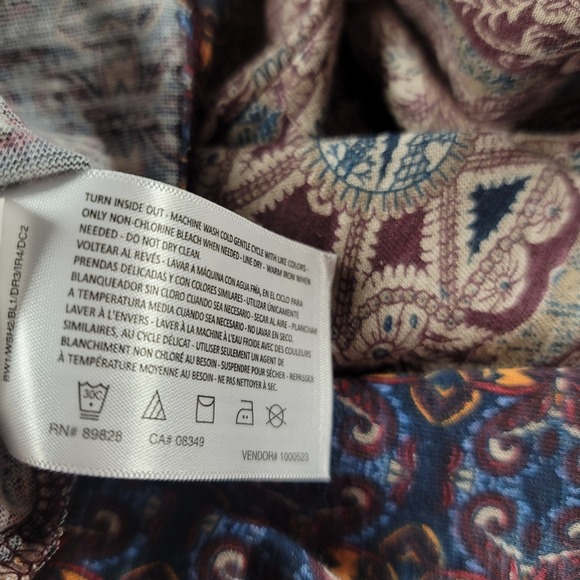 TURN INSIDE OUT - MACHINE WASH COLD GENTLE CYCLE WITH LIKE COLORS -
ONLY NON-CHLORINE BLEACH WHEN NEEDED - LINE DRY - WARM IRON WHEN
NEEDED - DO NOT DRY CLEAN.
VOLTEAR AL REVÉS - LAVAR A MÁQUINA CON AGUA FRÍA, EN EL CICLO PARA
PRENDAS DELICADAS Y CON COLORES SIMILARES - UTILIZAR ÚNICAMENTE
BLANQUEADOR SIN CLORO CUANDO SEA NECESARIO - SECAR AL AIRE - PLANCHAR
A TEMPERATURA MEDIA CUANDO SEA NECESARIO - NO LAVAR EN SECO.
LAVER À L'ENVERS - LAVER À LA MACHINE À L'EAU FROIDE AVEC DES COULEURS
SIMILAIRES, AU CYCLE DÉLICAT - UTILISER SEULEMENT UN AGENT DE
BLANCHIMENT NON CHLORÉ AU BESOIN - SUSPENDRE POUR SÉCHER - REPASSER
À TEMPÉRATURE MOYENNE AU BESOIN - NE PAS NETTOYER À SEC.
30C
RN# 89828 CA# 08349
VENDOR# 1000523
BW1/WSH2/BL1/DR3/IR4/DC2